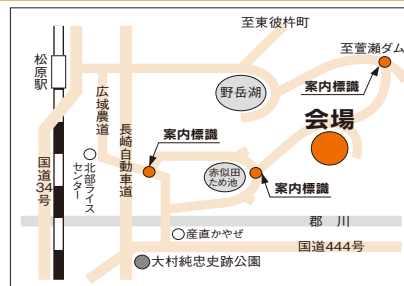 至東彼杵町
至萱瀬ダム
松原駅
野岳湖
案内標識
広域農道
長崎自動車道
会場
案内標識
国道34号
北部ライスセンター
赤似田
ため池
案内標識
郡川
産直かやぜ
国道444号
大村純忠史跡公園